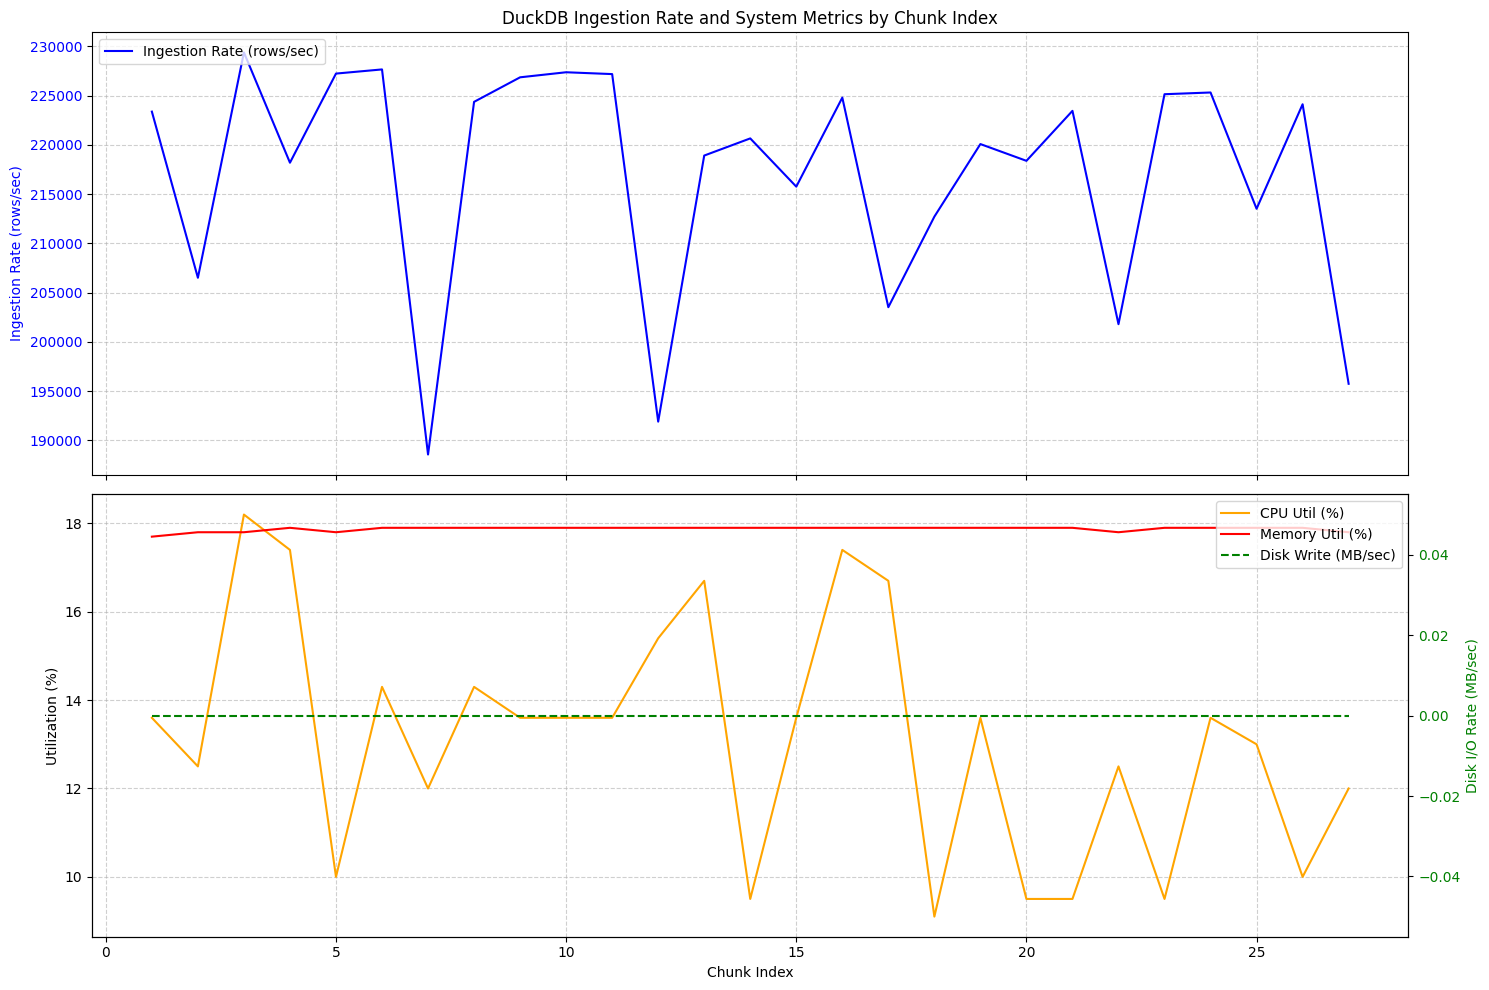 DuckDB Ingestion Rate and System Metrics by Chunk Index
Ingestion Rate (rows/sec)
Ingestion Rate (rows/sec)
230000
225000
220000
215000
210000
205000
200000
195000
190000
CPU Util (%)
Memory Util (%)
Disk Write (MB/sec)
Utilization (%)
18
16
14
12
10
0.04
0.02
0.00
−0.02
−0.04
Disk I/O Rate (MB/sec)
0 5 10 15 20 25
Chunk Index